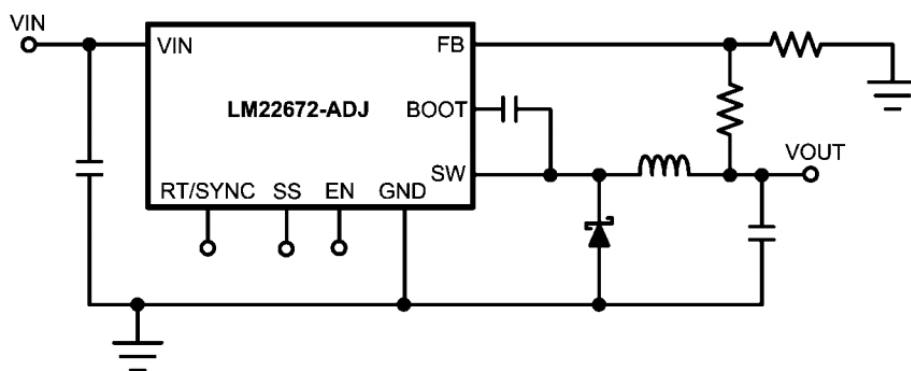 VIN
VIN
FB
LM22672-ADJ
BOOT
VOUT
SW
RT/SYNC SS EN GND